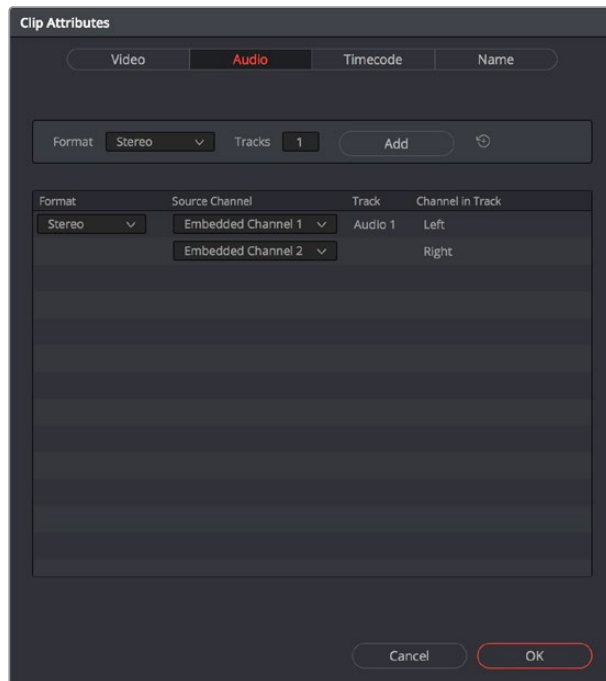 Clip Attributes
Video Audio Timecode Name
Format Stereo Tracks 1 Add
Format Source Channel Track Channel in Track
Stereo Embedded Channel 1 Audio 1 Left
Embedded Channel 2 Right
Cancel OK